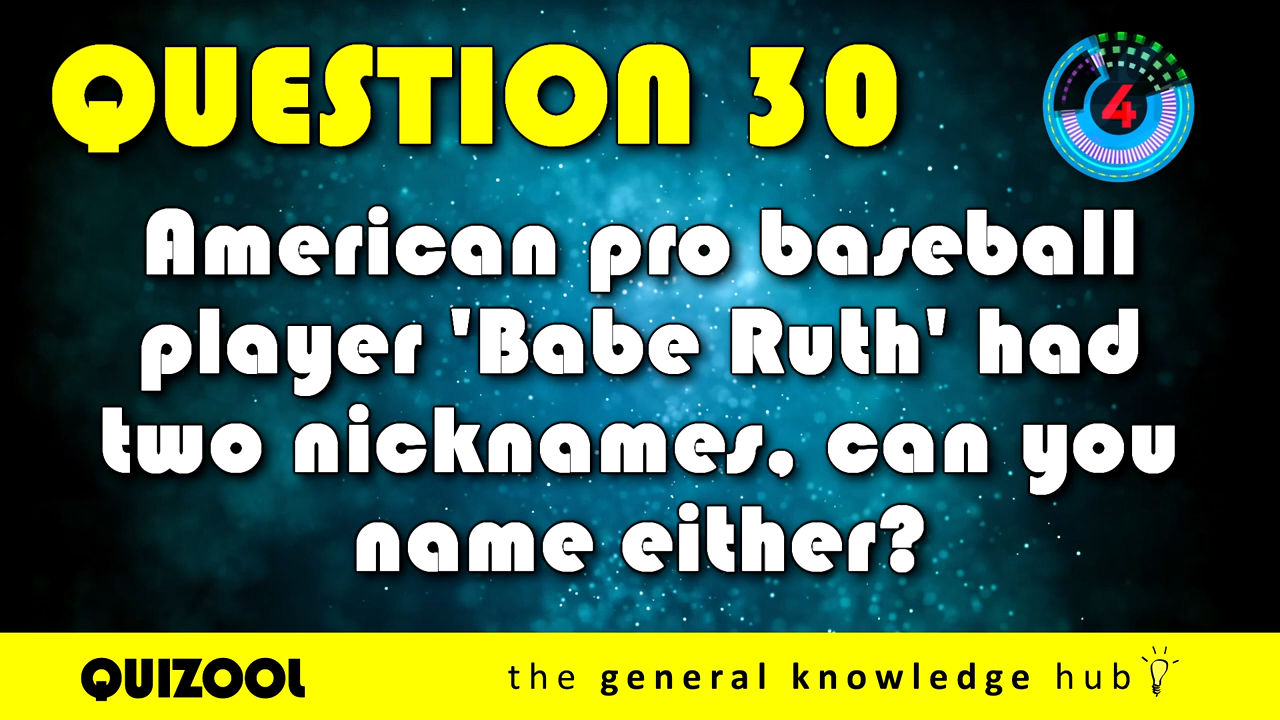 QUESTION 30
4
American pro baseball
player 'Babe Ruth' had
two nicknames, can you
name either?
QUIZOOL the general knowledge hub